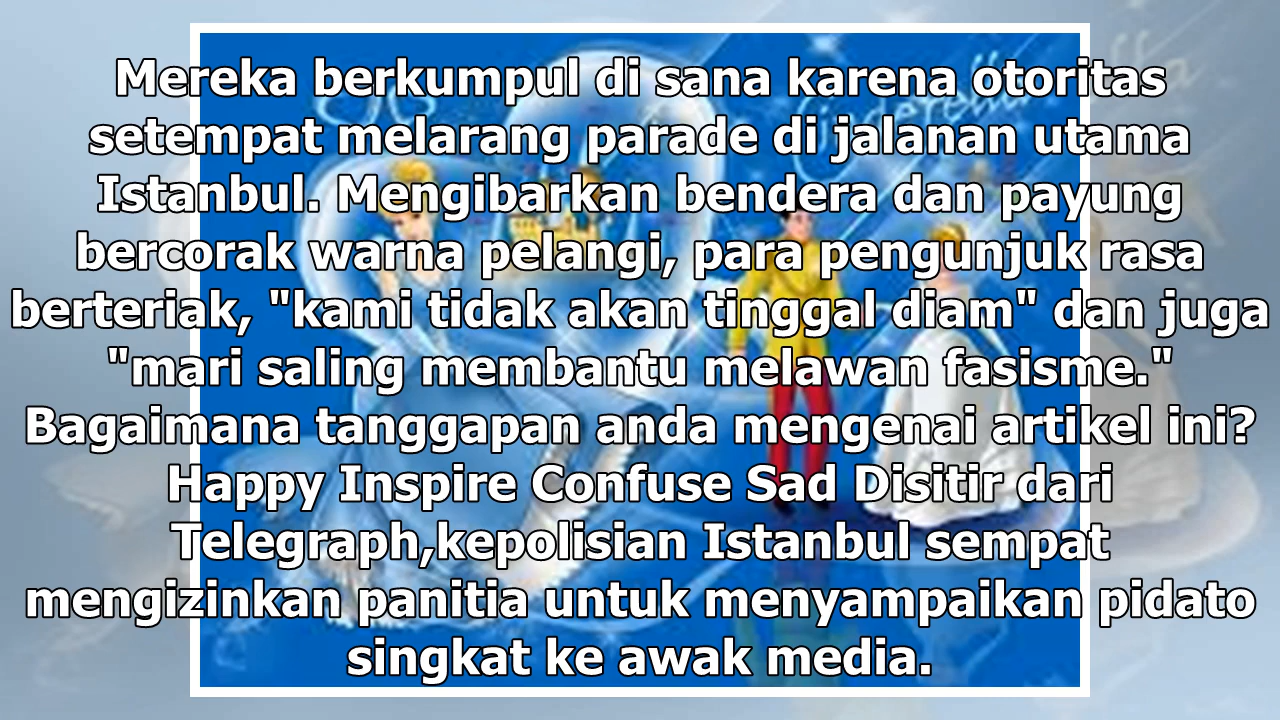 Mereka berkumpul di sana karena otoritas
setempat melarang parade di jalanan utama
Istanbul. Mengibarkan bendera dan payung
bercorak warna pelangi, para pengunjuk rasa
berteriak, "kami tidak akan tinggal diam" dan juga
"mari saling membantu melawan fasisme."
Bagaimana tanggapan anda mengenai artikel ini?
Happy Inspire Confuse Sad Disitir dari
Telegraph,kepolisian Istanbul sempat
mengizinkan panitia untuk menyampaikan pidato
singkat ke awak media.